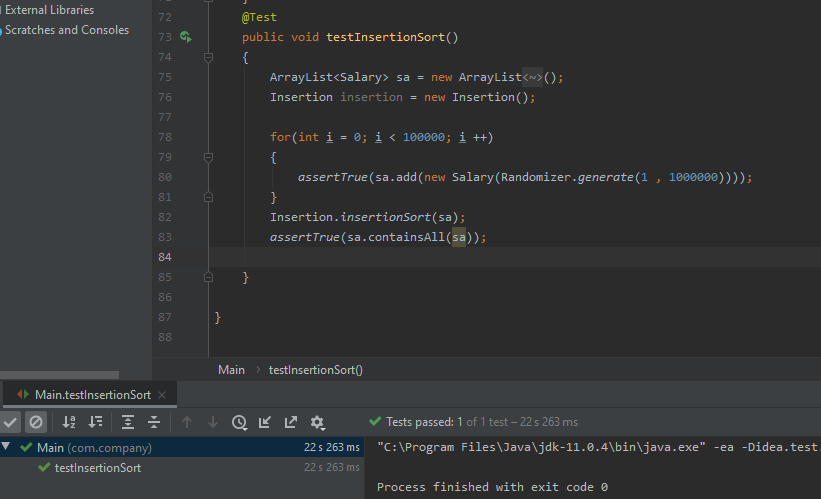 External Libraries
Scratches and Consoles
72 @Test
73 public void testInsertionSort()
74 {
75 ArrayList<Salary> sa = new ArrayList<~>();
76 Insertion insertion = new Insertion();
77
78 for(int i = 0; i < 100000; i ++)
79 {
80 assertTrue(sa.add(new Salary(Randomizer.generate(1 , 1000000))));
81 }
82 Insertion.insertionSort(sa);
83 assertTrue(sa.containsAll(sa));
84
85 }
86
87 }
88
Main › testInsertionSort()
Main.testInsertionSort ×
Tests passed: 1 of 1 test – 22 s 263 ms
Main (com.company) 22 s 263 ms
testInsertionSort 22 s 263 ms
"C:\Program Files\Java\jdk-11.0.4\bin\java.exe" -ea -Didea.test.
Process finished with exit code 0